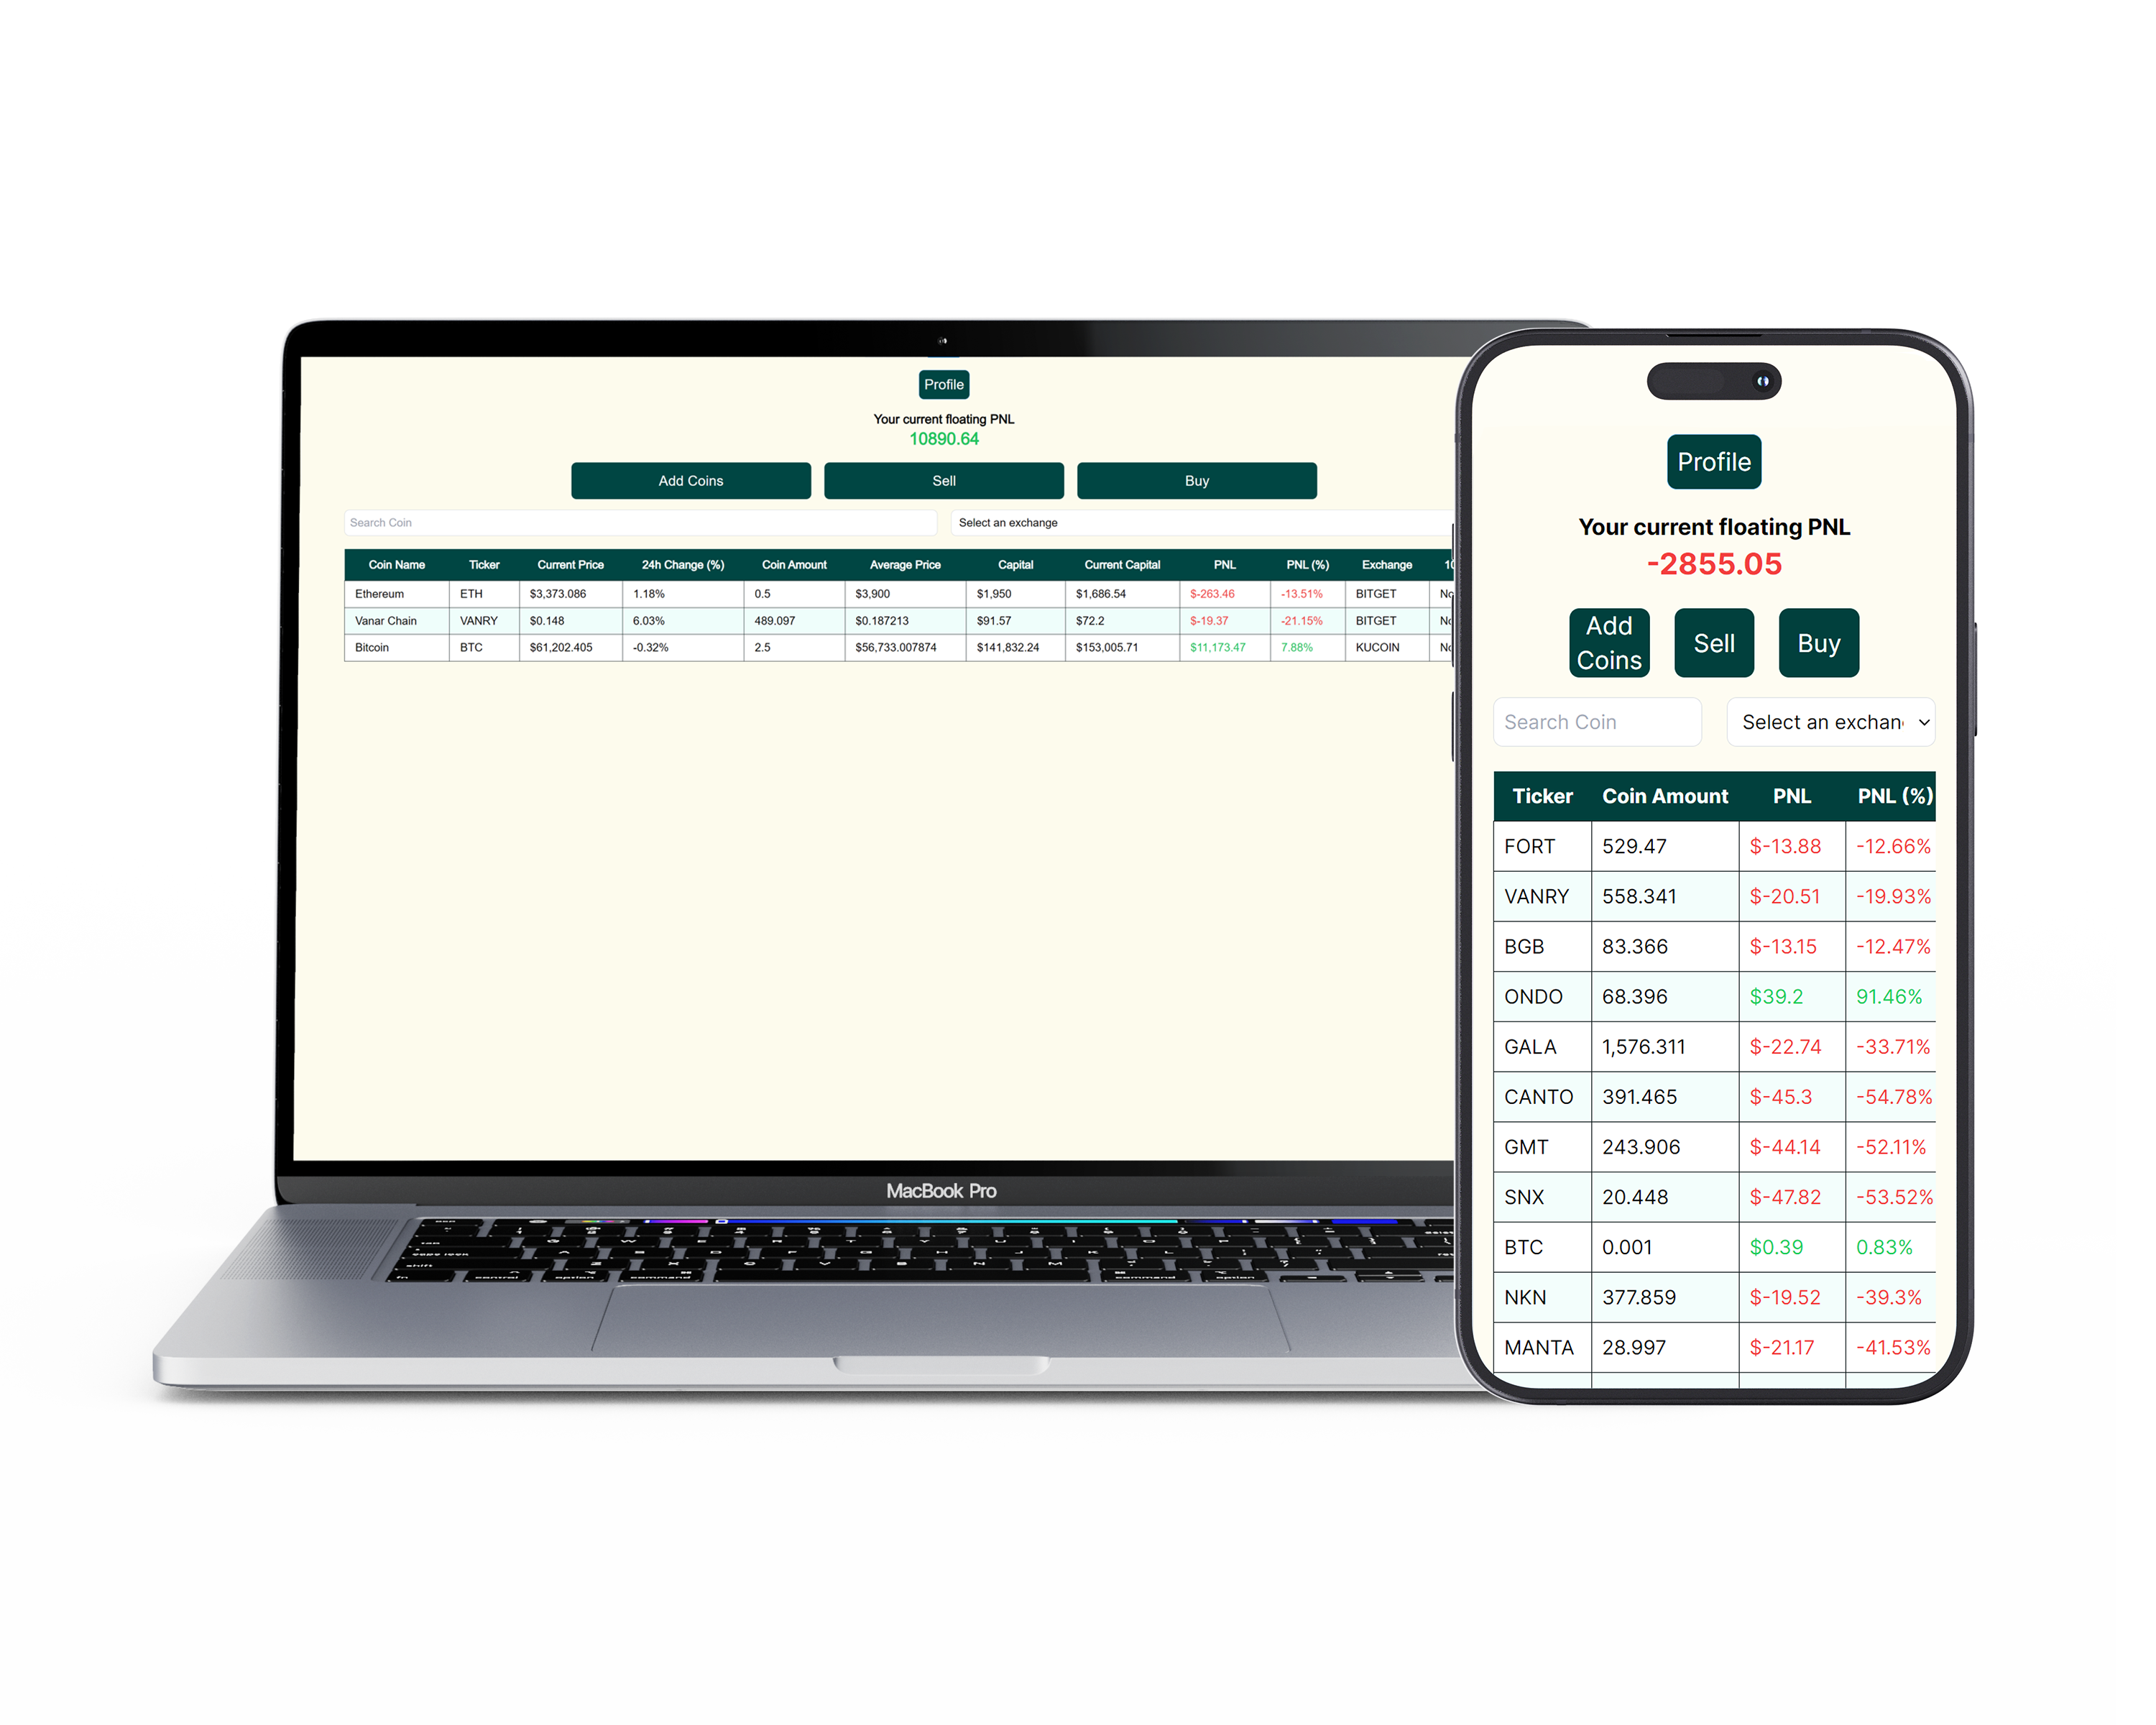 Profile
Your current floating PNL
10890.64
Add Coins Sell Buy
Search Coin Select an exchange
Coin Name Ticker Current Price 24h Change (%) Coin Amount Average Price Capital Current Capital PNL PNL (%) Exchange
Ethereum ETH $3,373.086 1.18% 0.5 $3,900 $1,950 $1,686.54 $-263.46 -13.51% BITGET
Vanar Chain VANRY $0.148 6.03% 489.097 $0.187213 $91.57 $72.2 $-19.37 -21.15% BITGET
Bitcoin BTC $61,202.405 -0.32% 2.5 $56,733.007874 $141,832.24 $153,005.71 $11,173.47 7.88% KUCOIN
MacBook Pro
Profile
Your current floating PNL
-2855.05
Add
Coins
Sell
Buy
Search Coin Select an exchan
Ticker Coin Amount PNL PNL (%)
FORT 529.47 $-13.88 -12.66%
VANRY 558.341 $-20.51 -19.93%
BGB 83.366 $-13.15 -12.47%
ONDO 68.396 $39.2 91.46%
GALA 1,576.311 $-22.74 -33.71%
CANTO 391.465 $-45.3 -54.78%
GMT 243.906 $-44.14 -52.11%
SNX 20.448 $-47.82 -53.52%
BTC 0.001 $0.39 0.83%
NKN 377.859 $-19.52 -39.3%
MANTA 28.997 $-21.17 -41.53%